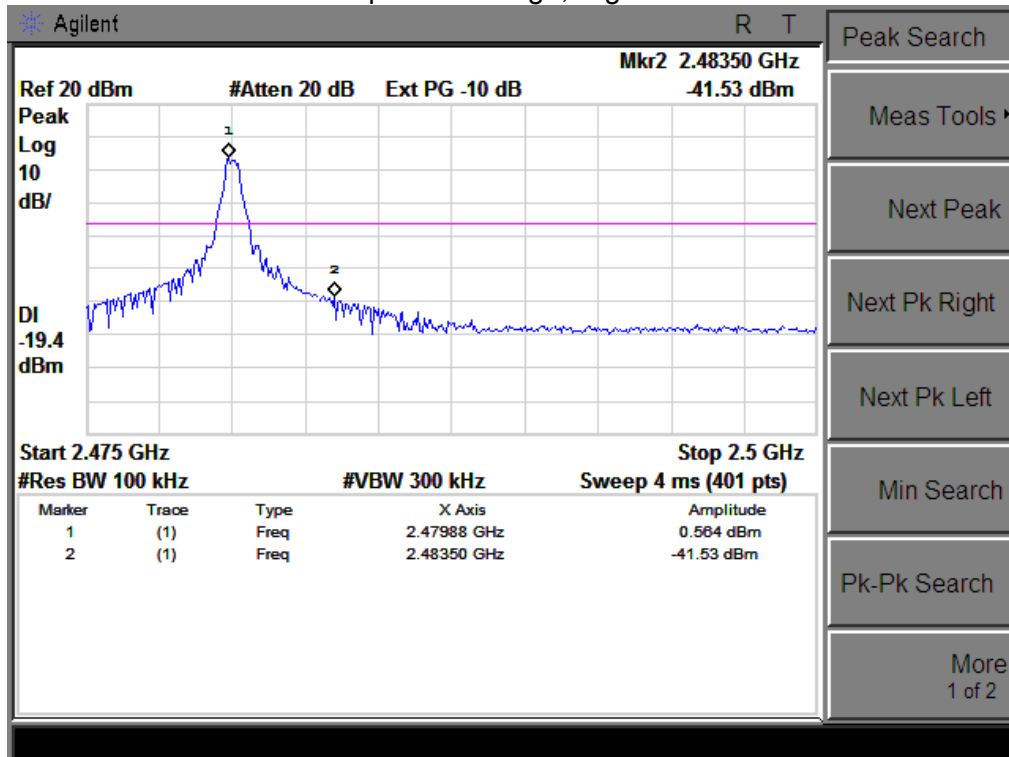 Agilent R T
Mkr2 2.48350 GHz
Ref 20 dBm #Atten 20 dB Ext PG -10 dB -41.53 dBm
Peak
Log
10
dB/
1
2
DI
-19.4
dBm
Start 2.475 GHz Stop 2.5 GHz
#Res BW 100 kHz #VBW 300 kHz Sweep 4 ms (401 pts)
Marker Trace Type X Axis Amplitude
1 (1) Freq 2.47988 GHz 0.564 dBm
2 (1) Freq 2.48350 GHz -41.53 dBm
Peak Search
Meas Tools
Next Peak
Next Pk Right
Next Pk Left
Min Search
Pk-Pk Search
More
1 of 2